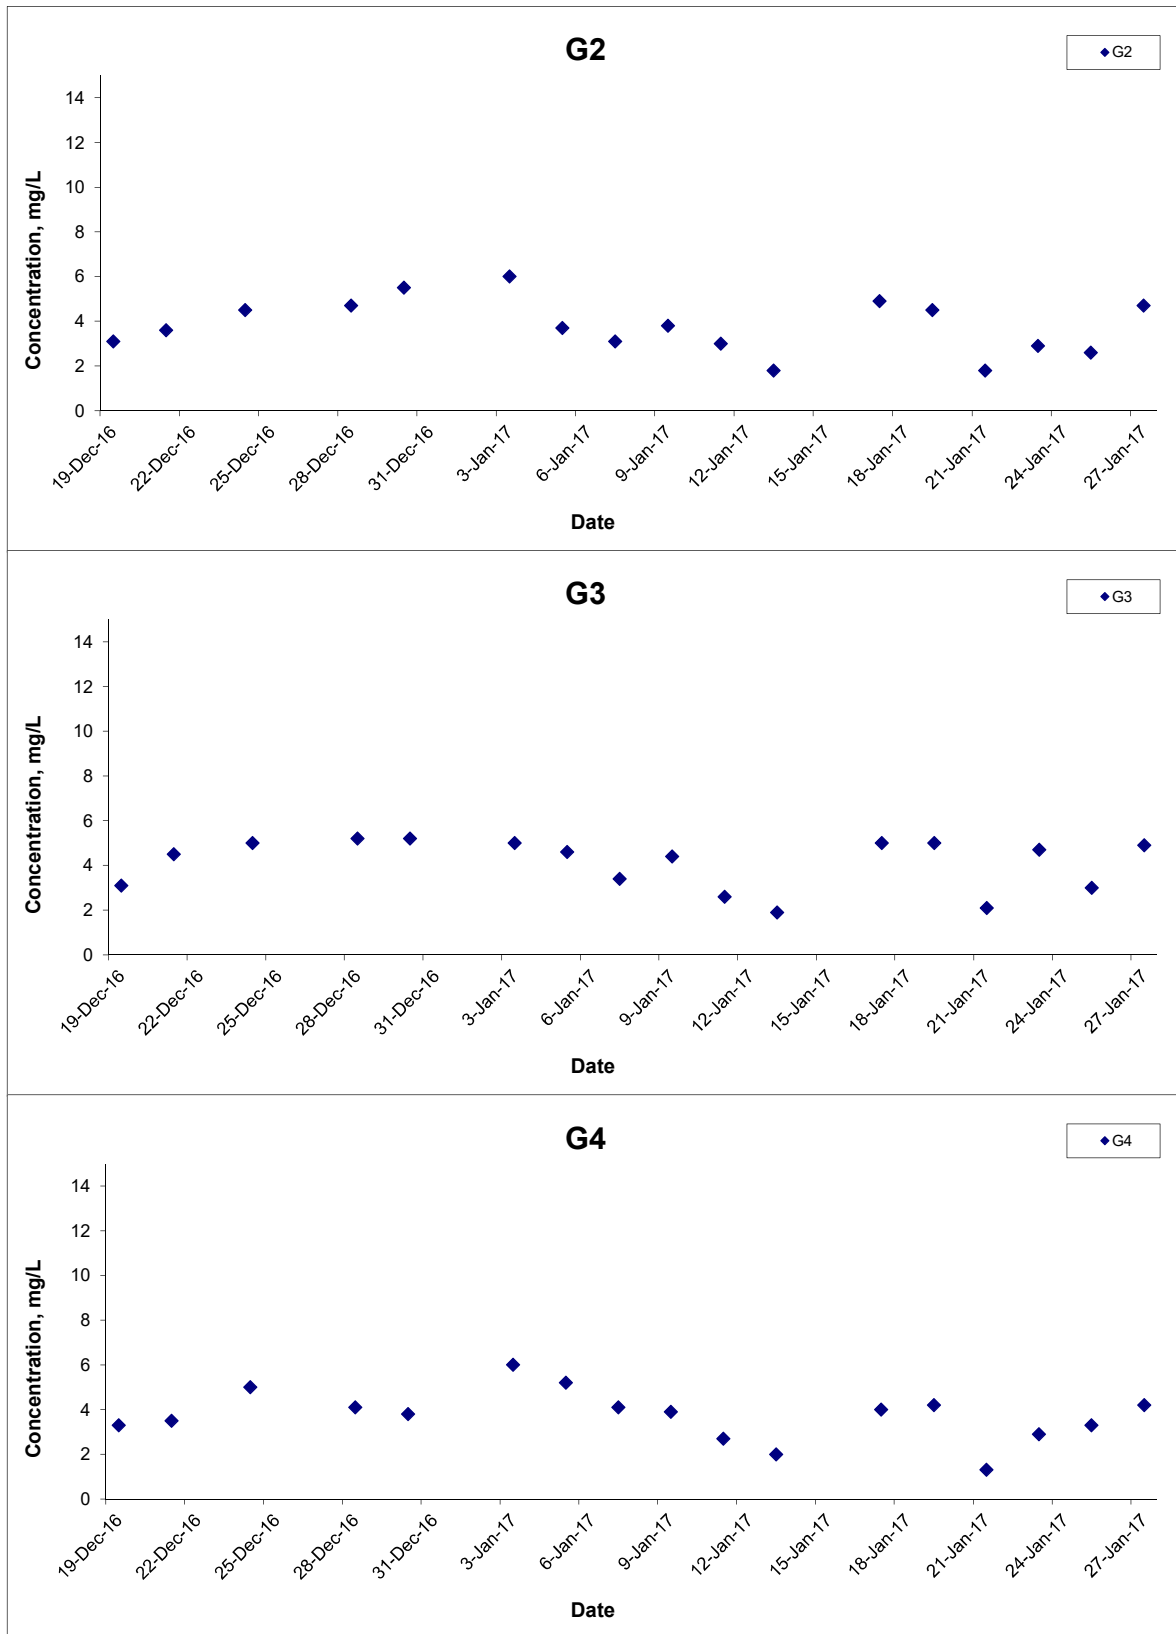 G2
G2
14
12
10
8
6
4
2
0
Concentration, mg/L
19-Dec-16
22-Dec-16
25-Dec-16
28-Dec-16
31-Dec-16
3-Jan-17
6-Jan-17
9-Jan-17
12-Jan-17
15-Jan-17
18-Jan-17
21-Jan-17
24-Jan-17
27-Jan-17
Date
G3
G3
14
12
10
8
6
4
2
0
Concentration, mg/L
19-Dec-16
22-Dec-16
25-Dec-16
28-Dec-16
31-Dec-16
3-Jan-17
6-Jan-17
9-Jan-17
12-Jan-17
15-Jan-17
18-Jan-17
21-Jan-17
24-Jan-17
27-Jan-17
Date
G4
G4
14
12
10
8
6
4
2
0
Concentration, mg/L
19-Dec-16
22-Dec-16
25-Dec-16
28-Dec-16
31-Dec-16
3-Jan-17
6-Jan-17
9-Jan-17
12-Jan-17
15-Jan-17
18-Jan-17
21-Jan-17
24-Jan-17
27-Jan-17
Date